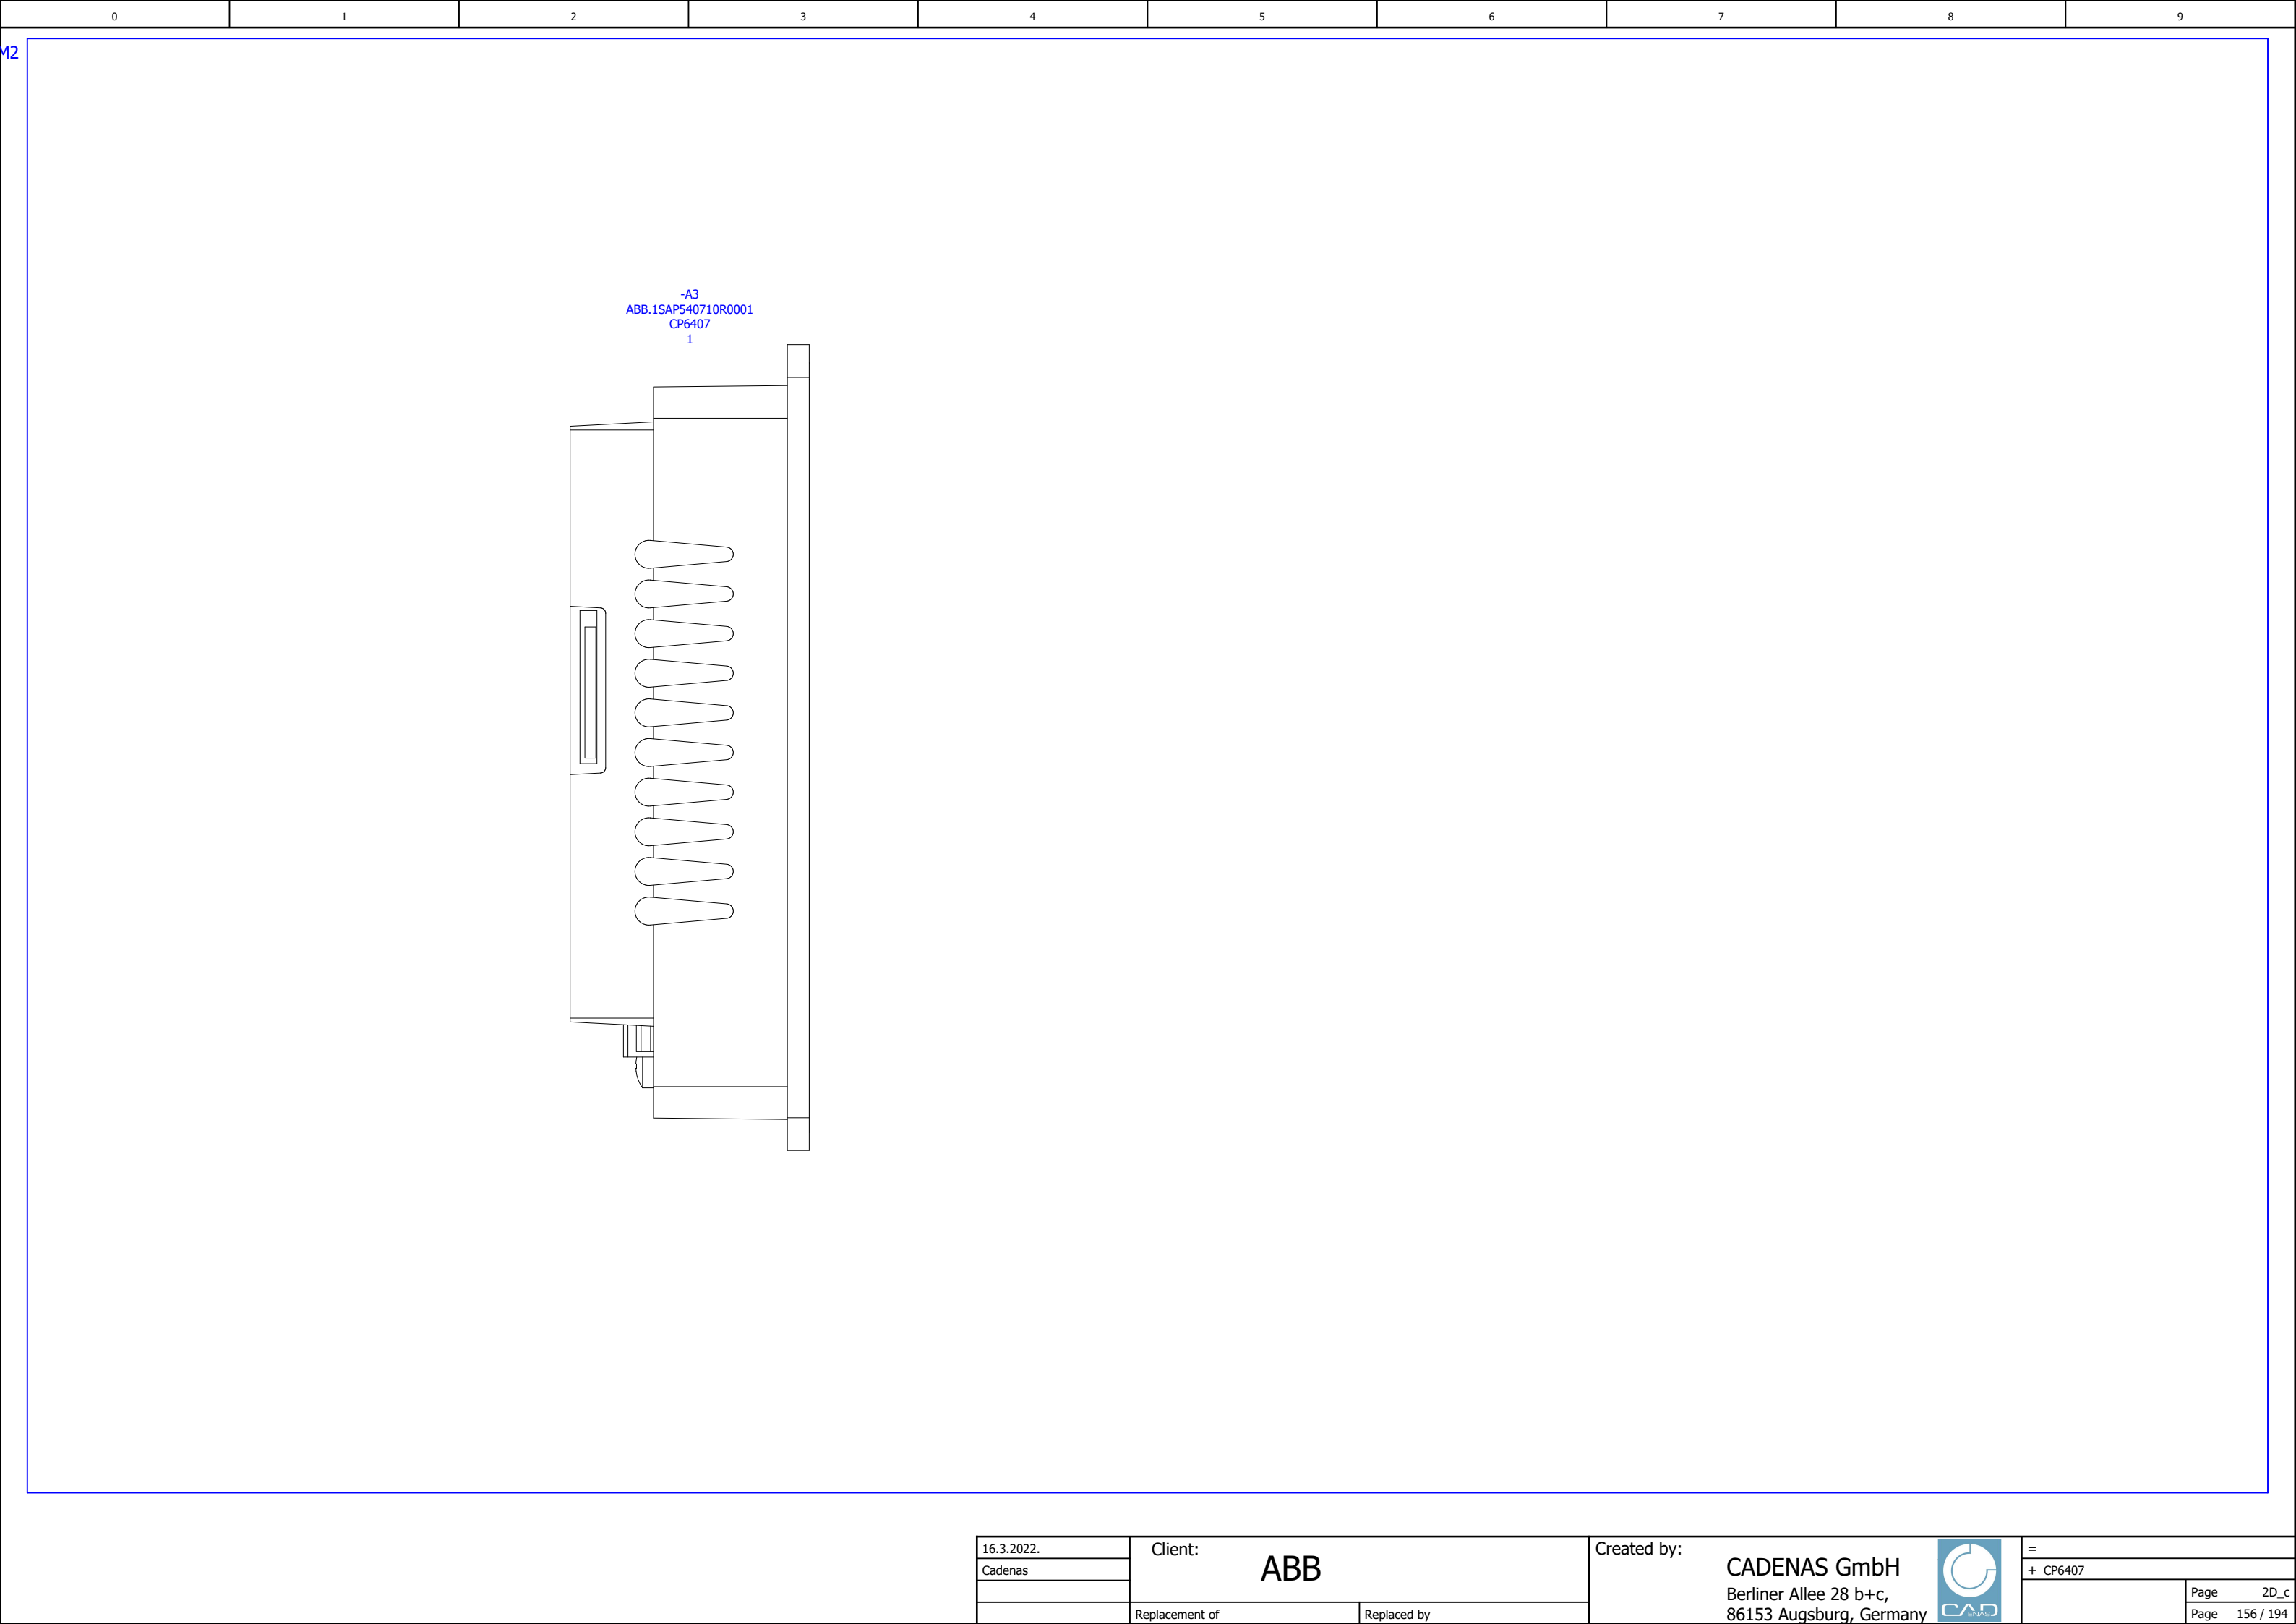 0 1 2 3 4 5 6 7 8 9
M2
-A3
ABB.1SAP540710R0001
CP6407
1
16.3.2022.
Cadenas
Client:
ABB
Replacement of
Replaced by
Created by:
CADENAS GmbH
Berliner Allee 28 b+c,
86153 Augsburg, Germany
CAD
ENAS
=
+ CP6407
Page 2D_c
Page 156 / 194